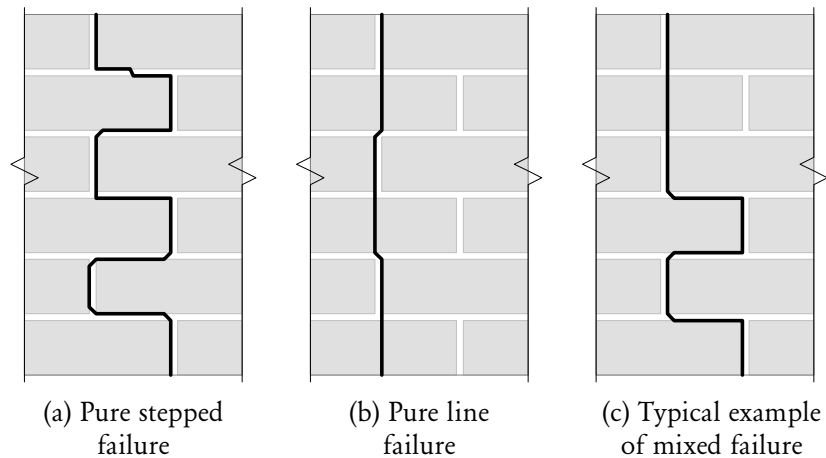 (a) Pure stepped
failure
(b) Pure line
failure
(c) Typical example
of mixed failure